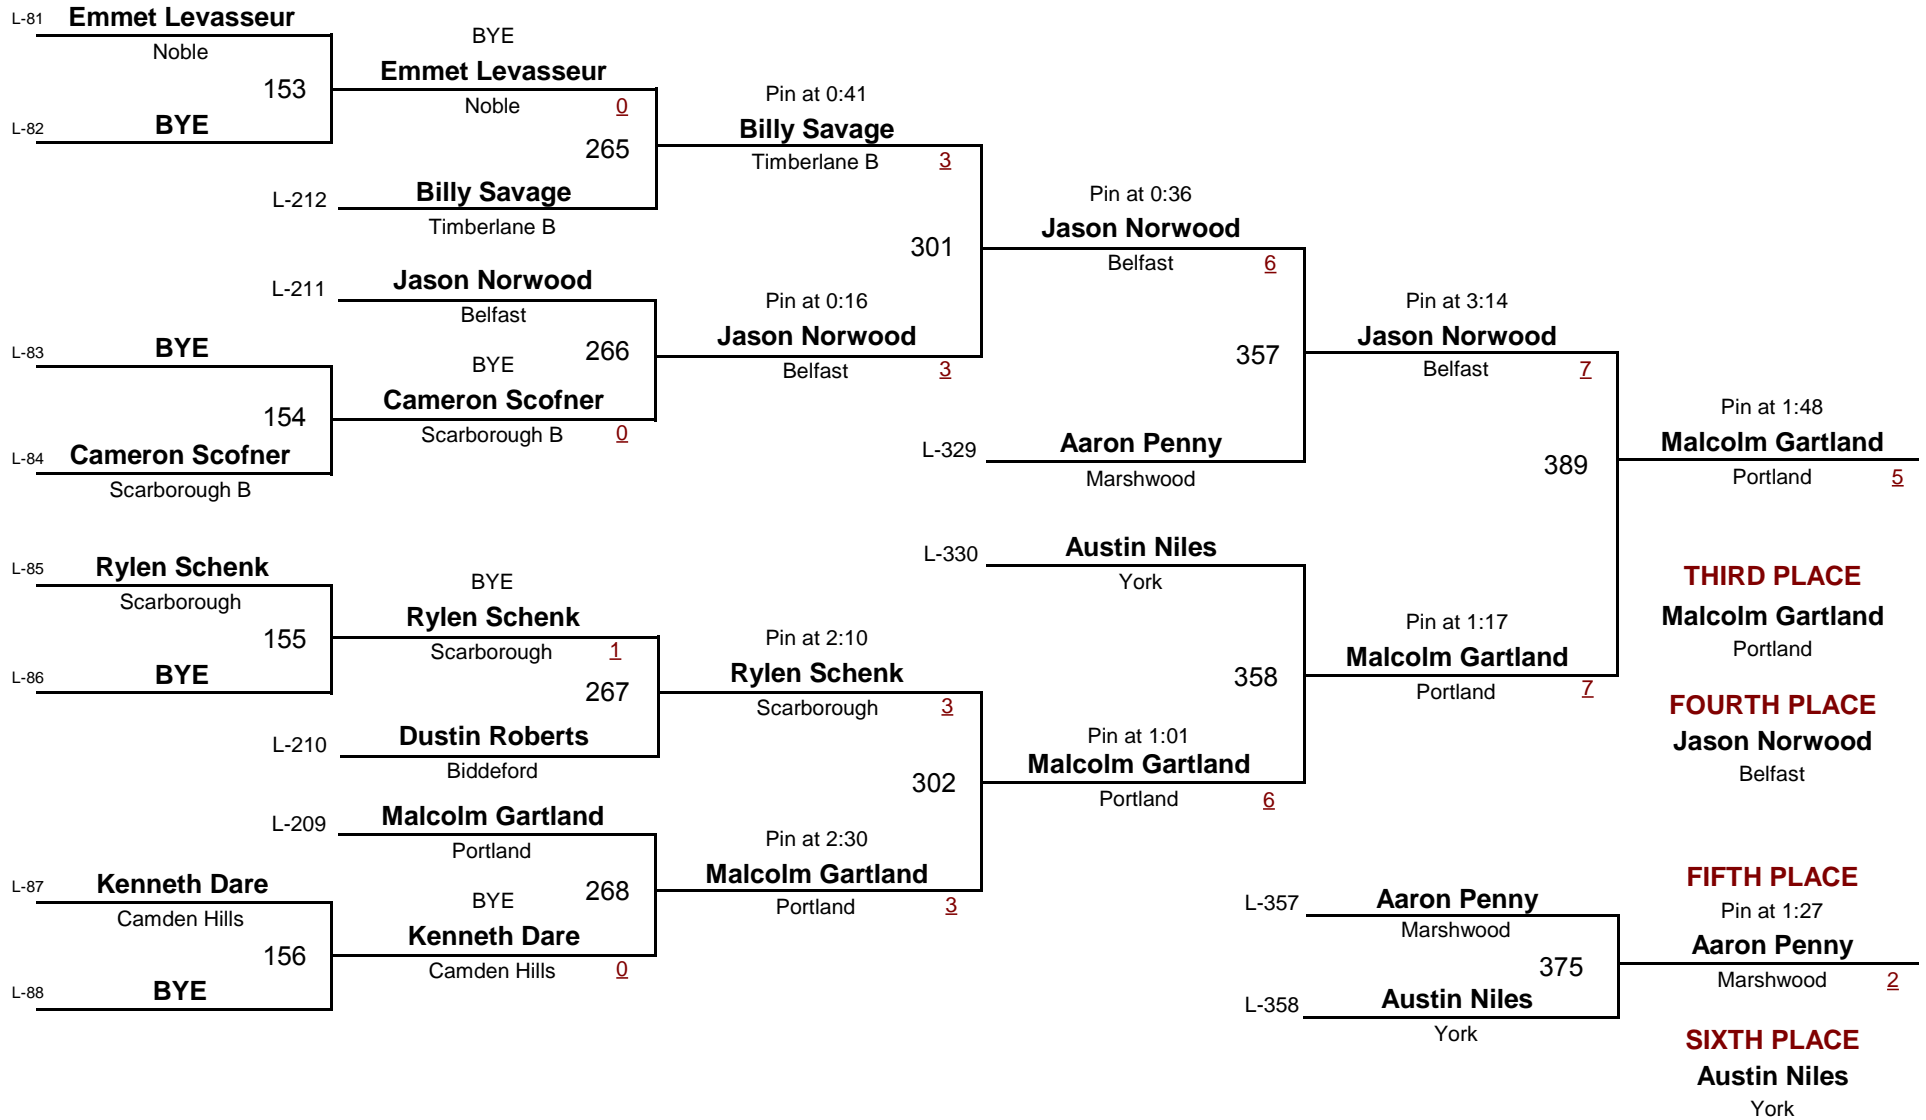 L-81 Emmet Levasseur
Noble
153
L-82 BYE
BYE
Emmet Levasseur
Noble 0
265
L-212 Billy Savage
Timberlane B
Pin at 0:41
Billy Savage
Timberlane B 3
301
L-211 Jason Norwood
Belfast
266
L-83 BYE
154
L-84 Cameron Scofner
Scarborough B
BYE
Cameron Scofner
Scarborough B 0
Pin at 0:16
Jason Norwood
Belfast 3
Pin at 0:36
Jason Norwood
Belfast 6
357
L-329 Aaron Penny
Marshwood
Pin at 3:14
Jason Norwood
Belfast 7
389
Pin at 1:48
Malcolm Gartland
Portland 5
L-85 Rylen Schenk
Scarborough
155
L-86 BYE
BYE
Rylen Schenk
Scarborough 1
267
L-210 Dustin Roberts
Biddeford
Pin at 2:10
Rylen Schenk
Scarborough 3
302
L-209 Malcolm Gartland
Portland
268
L-87 Kenneth Dare
Camden Hills
156
L-88 BYE
BYE
Kenneth Dare
Camden Hills 0
Pin at 2:30
Malcolm Gartland
Portland 3
L-330 Austin Niles
York
358
Pin at 1:01
Malcolm Gartland
Portland 6
Pin at 1:17
Malcolm Gartland
Portland 7
THIRD PLACE
Malcolm Gartland
Portland
FOURTH PLACE
Jason Norwood
Belfast
L-357 Aaron Penny
Marshwood
375
L-358 Austin Niles
York
FIFTH PLACE
Pin at 1:27
Aaron Penny
Marshwood 2
SIXTH PLACE
Austin Niles
York